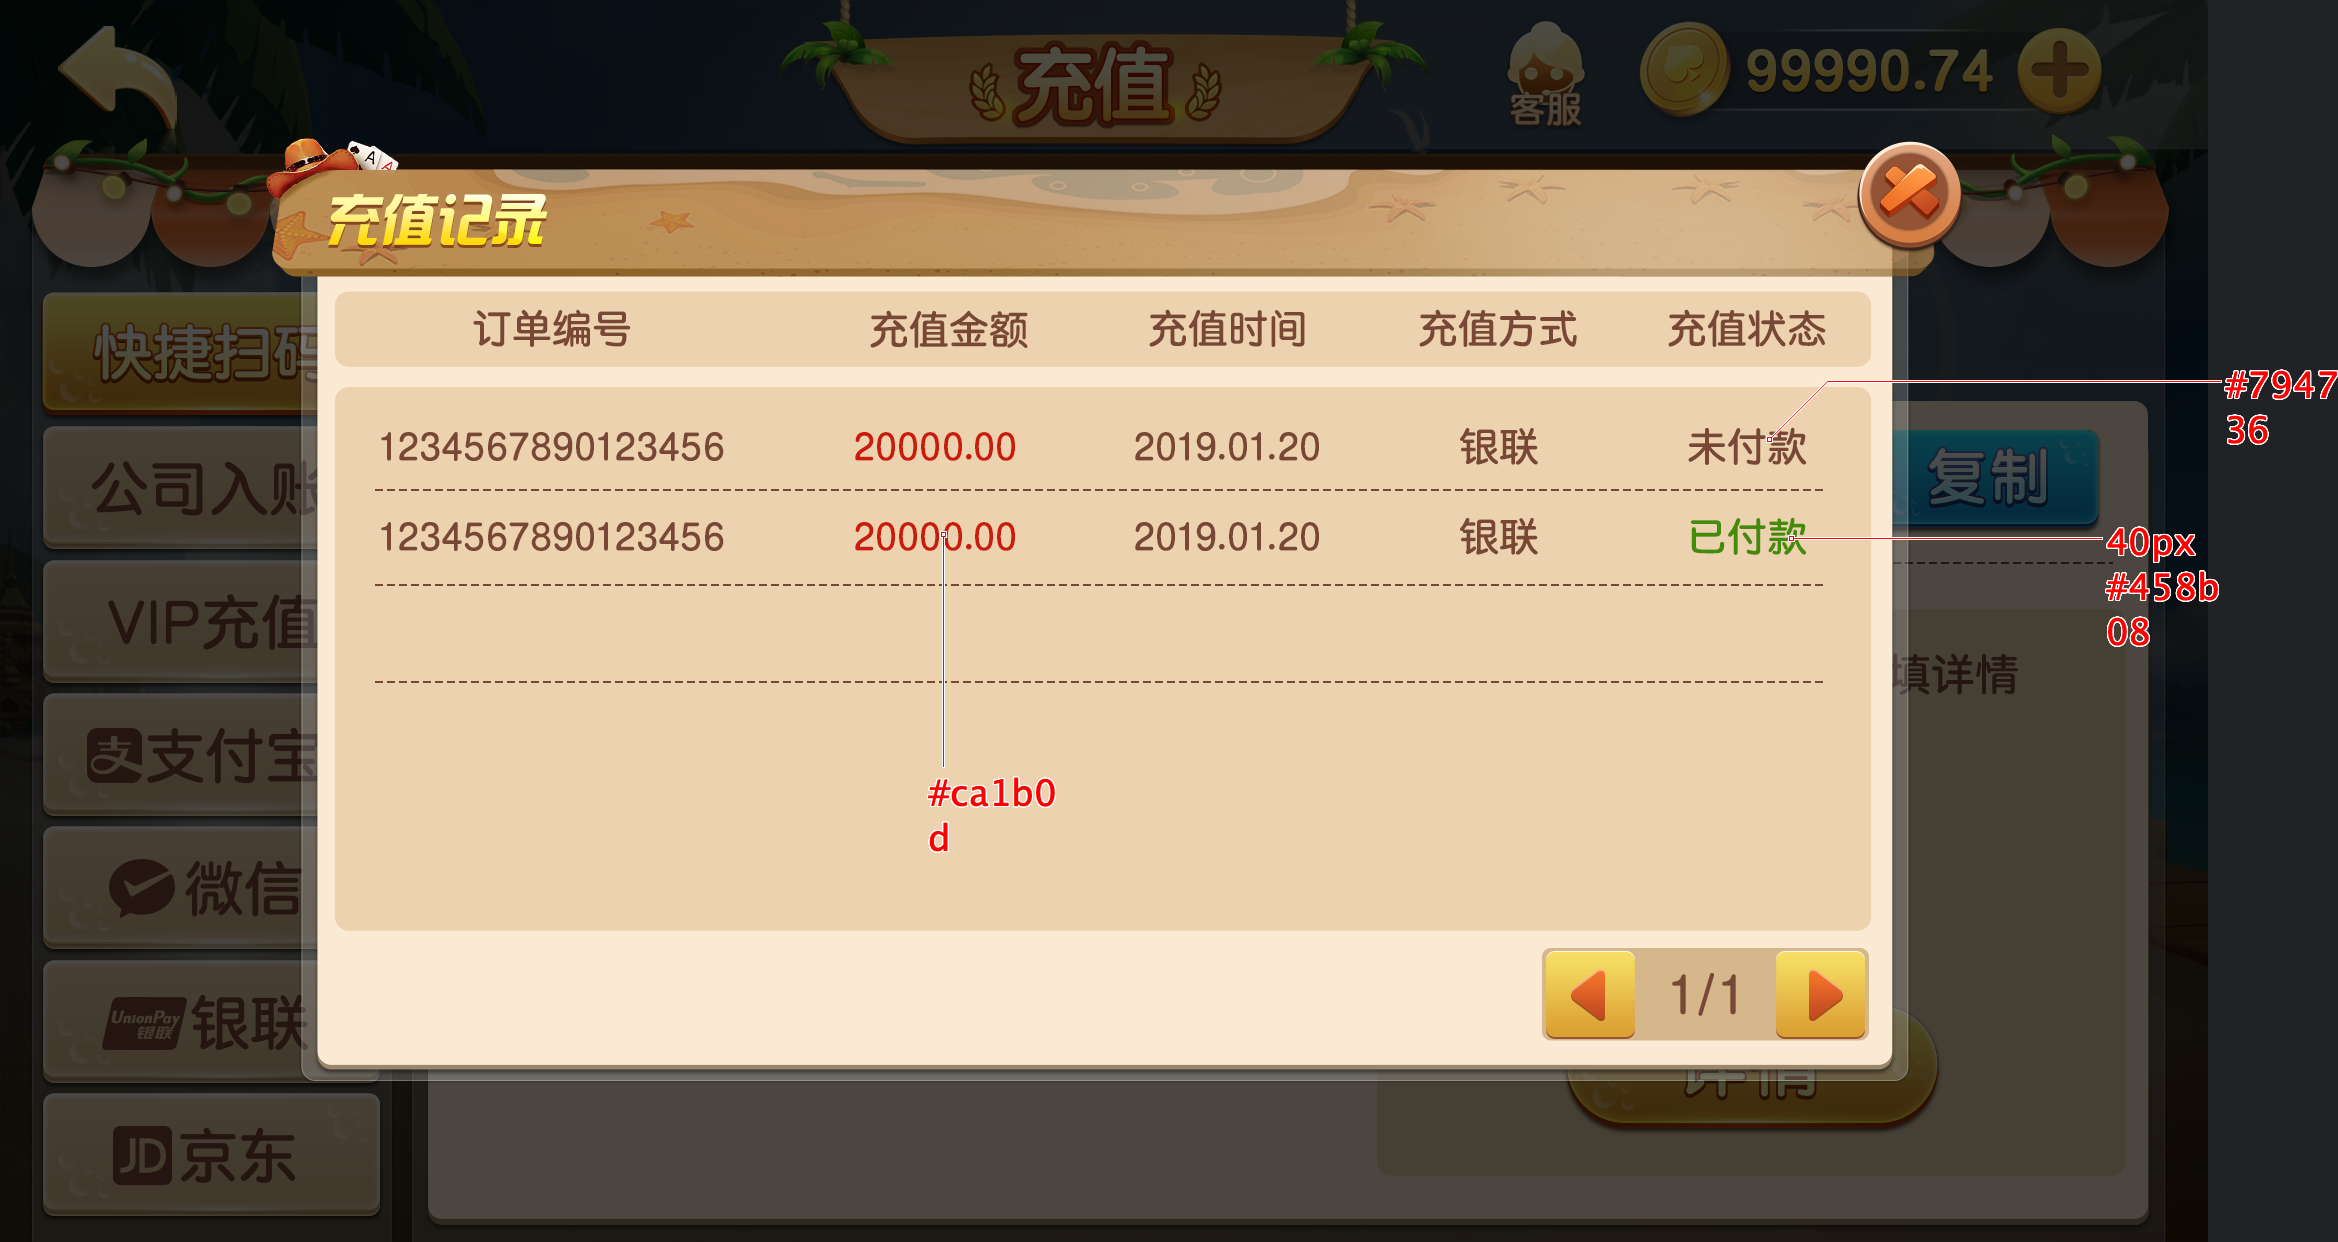 充值
客服
99990.74
A
A
充值记录
快捷扫码
订单编号 充值金额 充值时间 充值方式 充值状态
#7947
36
公司入账
1234567890123456 20000.00 2019.01.20 银联 未付款
复制
1234567890123456 20000.00 2019.01.20 银联 已付款
40px
#458b
08
VIP充值
填详情
支 支付宝
#ca1b0
d
微信
1/1
UnionPay
银联
银联
详情
JD 京东